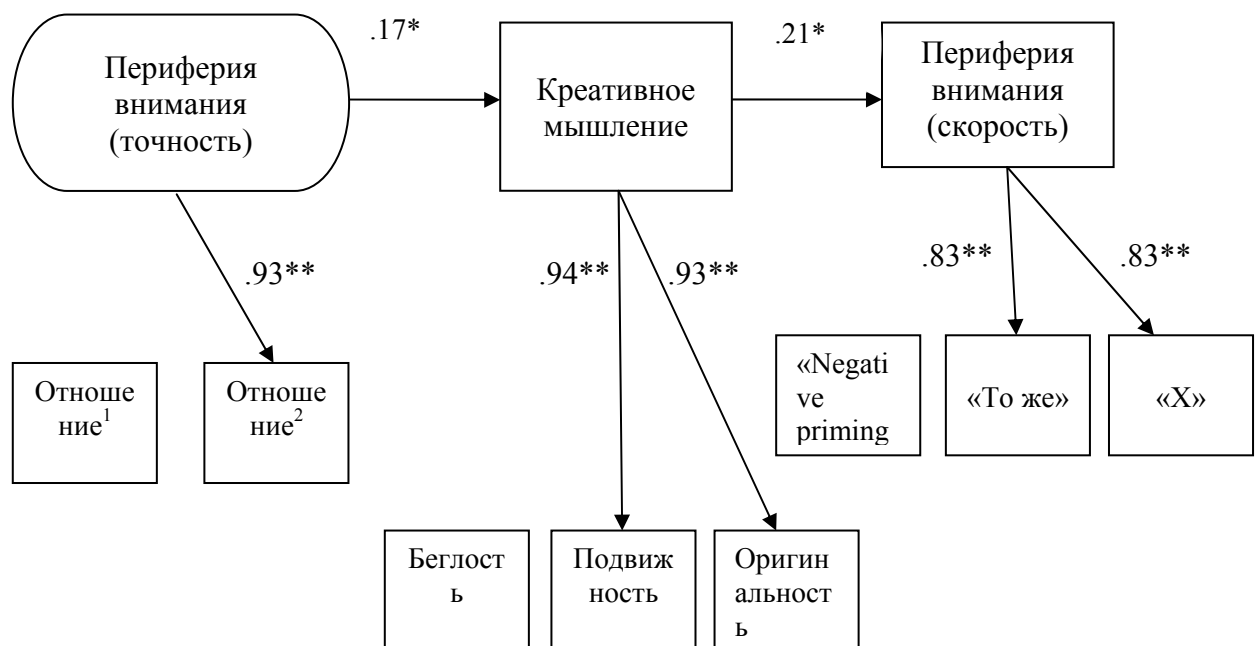 .17*
.21*
Периферия
внимания
(точность)
Креативное
мышление
Периферия
внимания
(скорость)
.93**
.94**
.93**
.83**
.83**
Отноше
ние¹
Отноше
ние²
«Negati
ve
priming
«То же»
«Х»
Беглост
ь
Подвиж
ность
Оригин
альност
ь